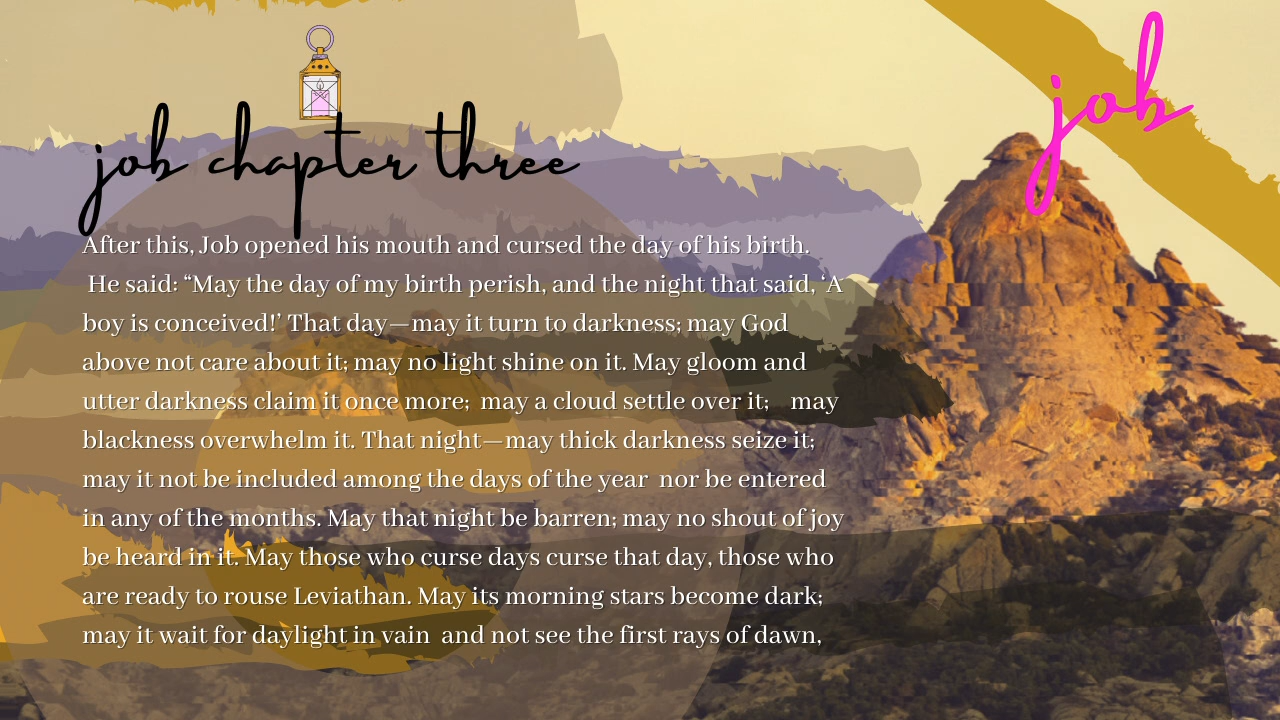 job
job chapter three
After this, Job opened his mouth and cursed the day of his birth.
He said: “May the day of my birth perish, and the night that said, ‘A
boy is conceived!’ That day—may it turn to darkness; may God
above not care about it; may no light shine on it. May gloom and
utter darkness claim it once more; may a cloud settle over it; may
blackness overwhelm it. That night—may thick darkness seize it;
may it not be included among the days of the year nor be entered
in any of the months. May that night be barren; may no shout of joy
be heard in it. May those who curse days curse that day, those who
are ready to rouse Leviathan. May its morning stars become dark;
may it wait for daylight in vain and not see the first rays of dawn,